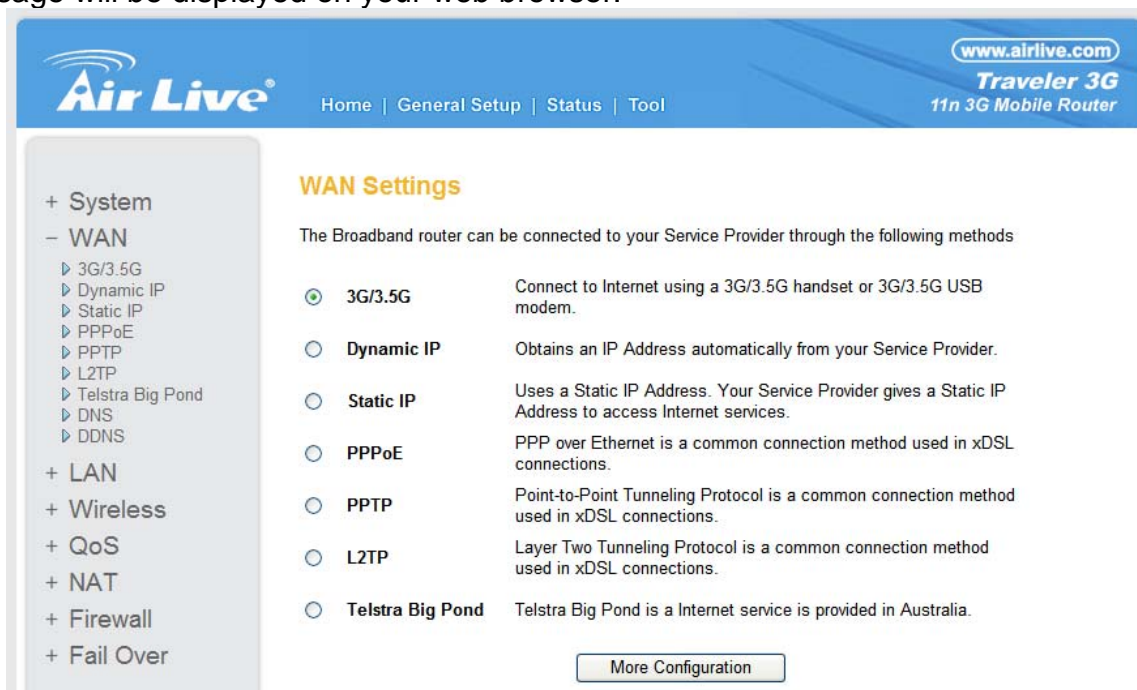 sage will be displayed on your web browser.
www.airlive.com
Air Live®
Traveler 3G
Home | General Setup | Status | Tool
11n 3G Mobile Router
+ System
− WAN
3G/3.5G
Dynamic IP
Static IP
PPPoE
PPTP
L2TP
Telstra Big Pond
DNS
DDNS
+ LAN
+ Wireless
+ QoS
+ NAT
+ Firewall
+ Fail Over
WAN Settings
The Broadband router can be connected to your Service Provider through the following methods
3G/3.5G
Connect to Internet using a 3G/3.5G handset or 3G/3.5G USB
modem.
Dynamic IP
Obtains an IP Address automatically from your Service Provider.
Static IP
Uses a Static IP Address. Your Service Provider gives a Static IP
Address to access Internet services.
PPPoE
PPP over Ethernet is a common connection method used in xDSL
connections.
PPTP
Point-to-Point Tunneling Protocol is a common connection method
used in xDSL connections.
L2TP
Layer Two Tunneling Protocol is a common connection method
used in xDSL connections.
Telstra Big Pond
Telstra Big Pond is a Internet service is provided in Australia.
More Configuration